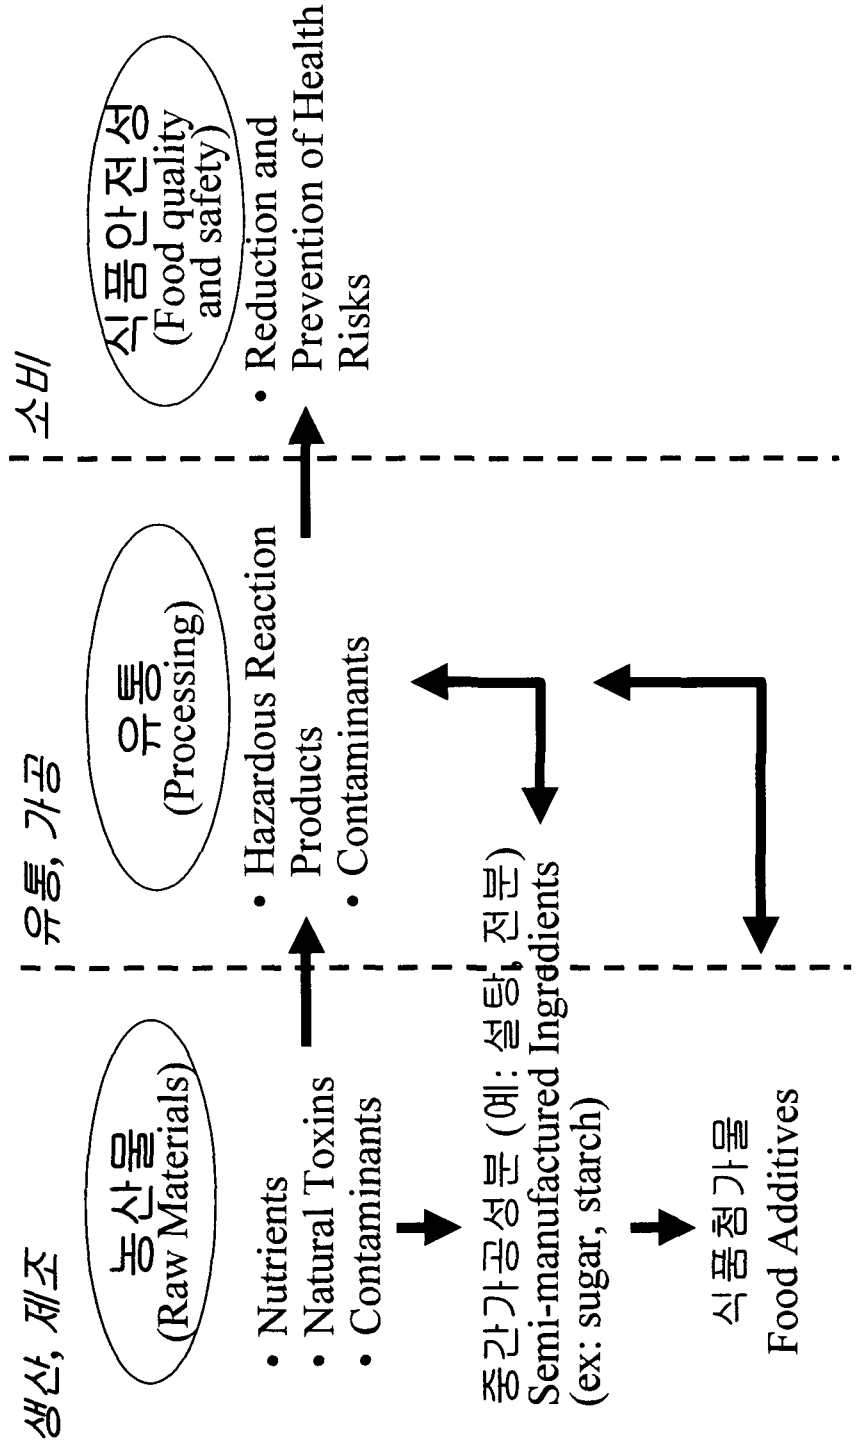 생산, 제조
농산물
(Raw Materials)
• Nutrients
• Natural Toxins
• Contaminants
중간가공성분 (예: 설탕, 전분)
Semi-manufactured Ingredients
(ex: sugar, starch)
식품첨가물
Food Additives
유통, 가공
유통
(Processing)
• Hazardous Reaction
Products
• Contaminants
소비
식품안전성
(Food quality
and safety)
• Reduction and
Prevention of Health
Risks